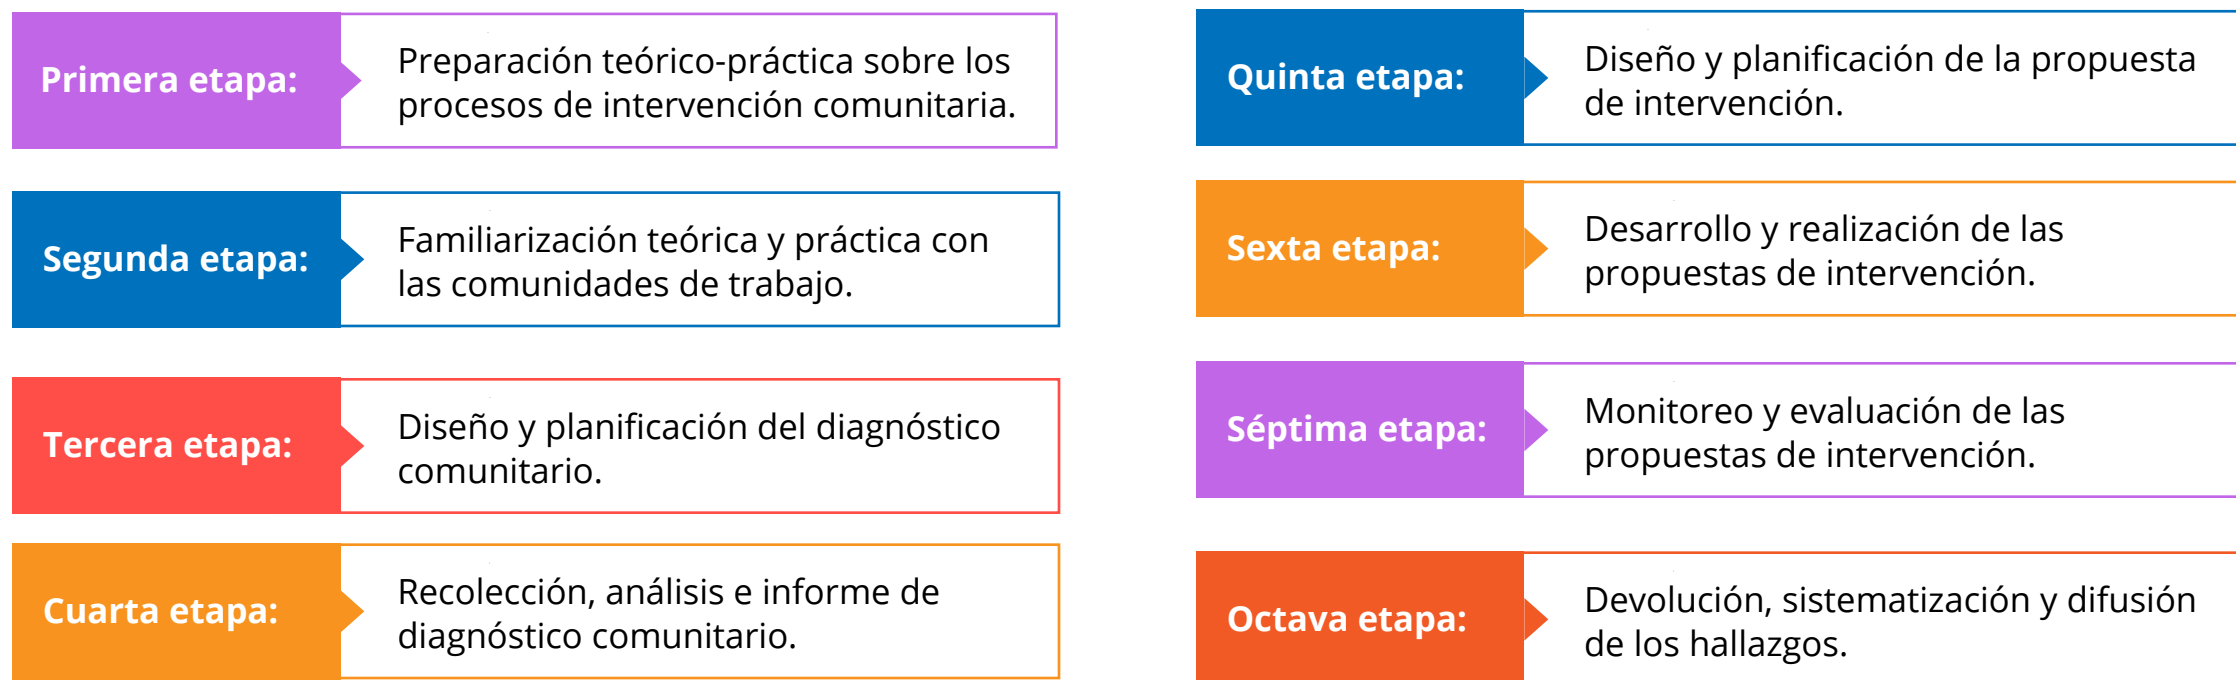 Primera etapa:
Preparación teórico-práctica sobre los
procesos de intervención comunitaria.
Segunda etapa:
Familiarización teórica y práctica con
las comunidades de trabajo.
Tercera etapa:
Diseño y planificación del diagnóstico
comunitario.
Cuarta etapa:
Recolección, análisis e informe de
diagnóstico comunitario.
Quinta etapa:
Diseño y planificación de la propuesta
de intervención.
Sexta etapa:
Desarrollo y realización de las
propuestas de intervención.
Séptima etapa:
Monitoreo y evaluación de las
propuestas de intervención.
Octava etapa:
Devolución, sistematización y difusión
de los hallazgos.